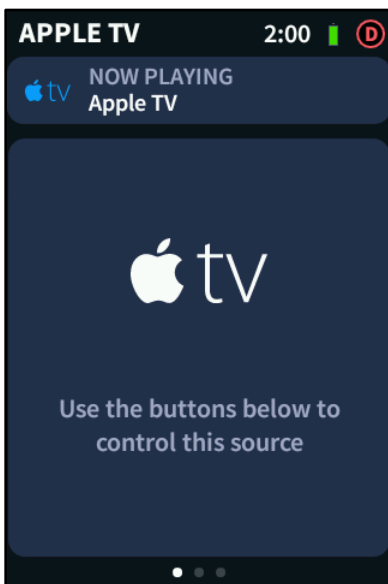 APPLE TV 2:00 D
tv NOW PLAYING
Apple TV
tv
Use the buttons below to
control this source